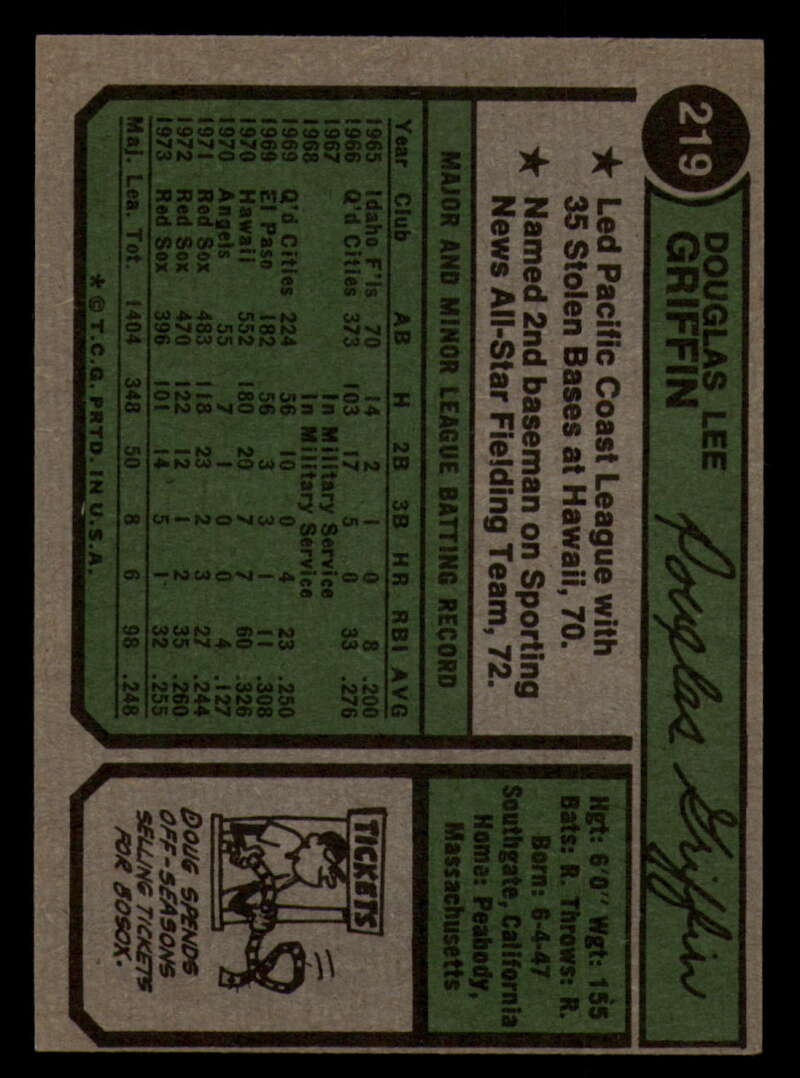 219
DOUGLAS LEE
GRIFFIN
Douglas Griffin
★ Led Pacific Coast League with
35 Stolen Bases at Hawaii, 70.
★ Named 2nd baseman on Sporting
News All-Star Fielding Team, 72.
MAJOR AND MINOR LEAGUE BATTING RECORD
Year Club AB H 2B 3B HR RBI AVG
1965 Idaho F'ls 70 14 2 1 0 8 .200
1966 Q'd Cities 373 103 17 5 0 33 .276
1967 In Military Service
1968 In Military Service
1969 Q'd Cities 224 56 10 0 4 23 .250
1969 El Paso 182 56 3 3 1 11 .308
1970 Hawaii 552 180 20 7 7 60 .326
1970 Angels 55 7 1 0 0 4 .127
1971 Red Sox 483 118 23 2 3 27 .244
1972 Red Sox 470 122 12 1 2 35 .260
1973 Red Sox 396 101 14 5 1 32 .255
Maj. Lea. Tot. 1404 348 50 8 6 98 .248
* © T.C.G. PRTD. IN U.S.A.
Hgt: 6'0" Wgt: 155
Bats: R. Throws: R.
Born: 6-4-47
Southgate, California
Home: Peabody,
Massachusetts
TICKETS
DOUG SPENDS
OFF-SEASONS
SELLING TICKETS
FOR BOSOX.